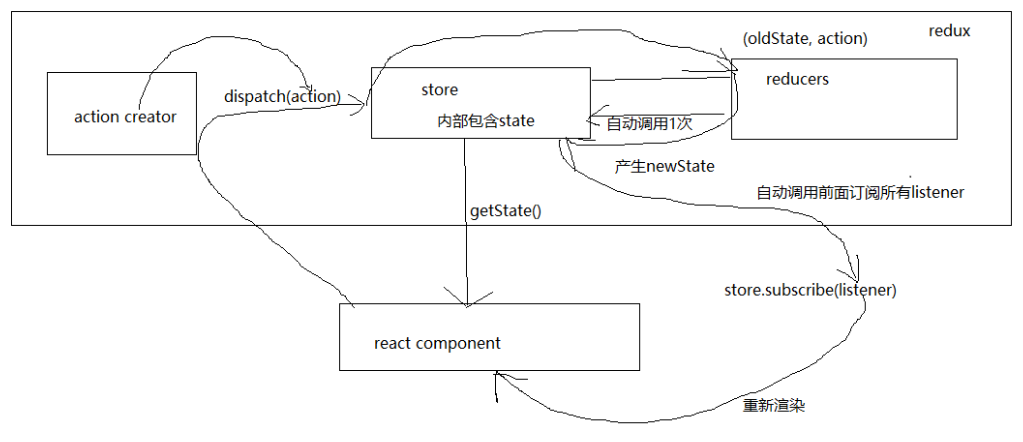 redux
(oldState, action)
reducers
store
dispatch(action)
action creator
内部包含state
自动调用1次
产生newState
自动调用前面订阅所有listener
getState()
store.subscribe(listener)
react component
重新渲染